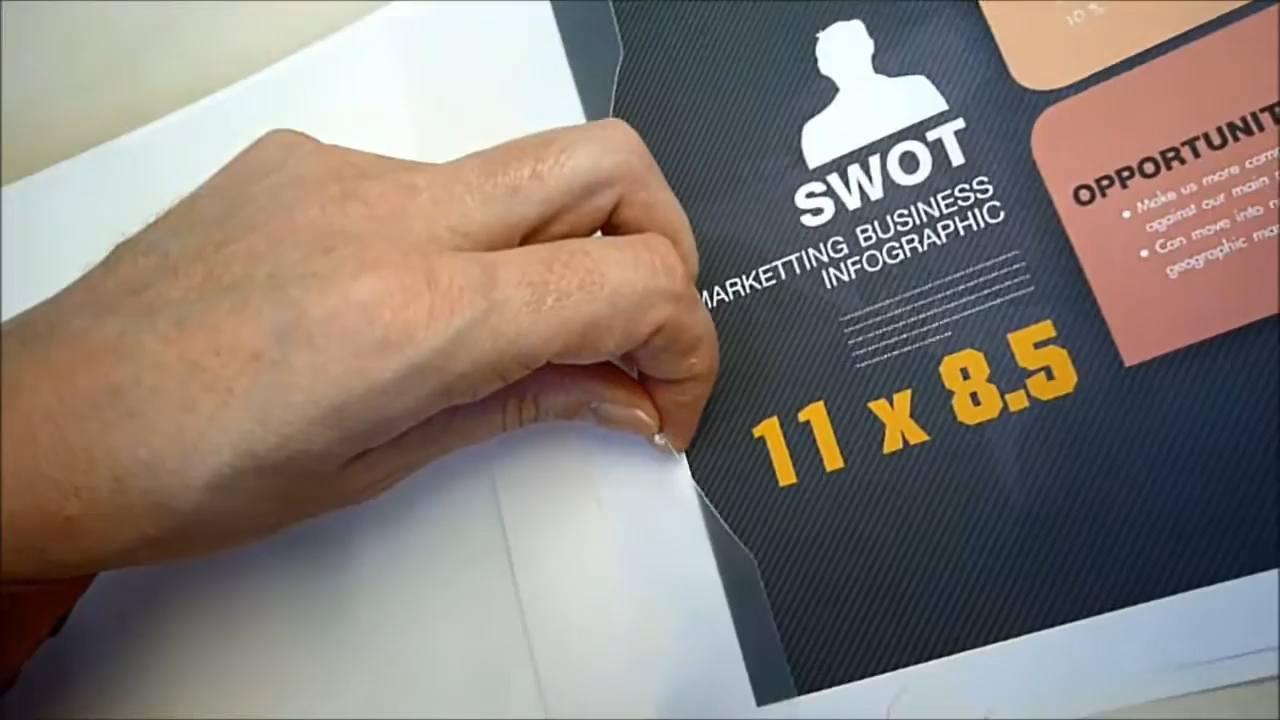 10 %
SWOT
MARKETTING BUSINESS
INFOGRAPHIC
11 x 8.5
OPPORTUNIT
• Make us more com
against our main
• Can move into
geographic ma